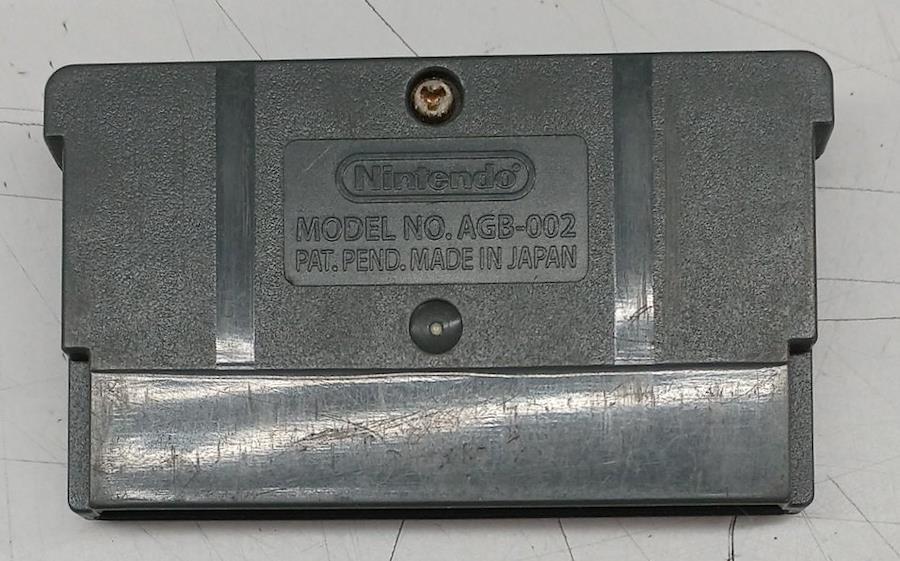 Nintendo®
MODEL NO. AGB-002
PAT. PEND. MADE IN JAPAN